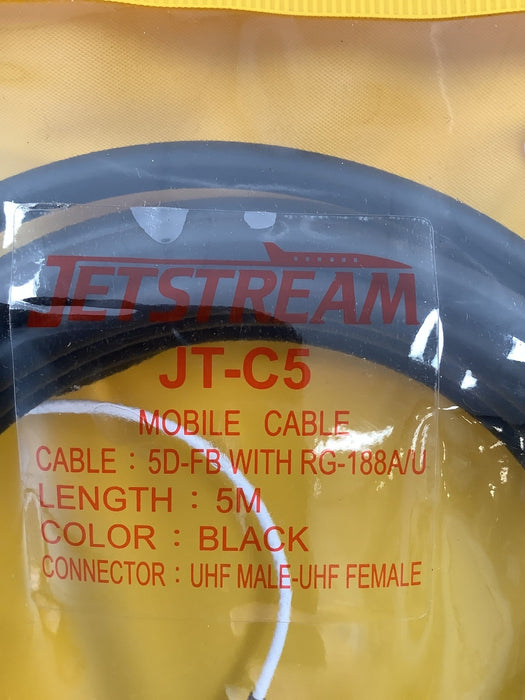 JETSTREAM
JT-C5
MOBILE CABLE
CABLE : 5D-FB WITH RG-188A/U
LENGTH : 5M
COLOR : BLACK
CONNECTOR : UHF MALE-UHF FEMALE